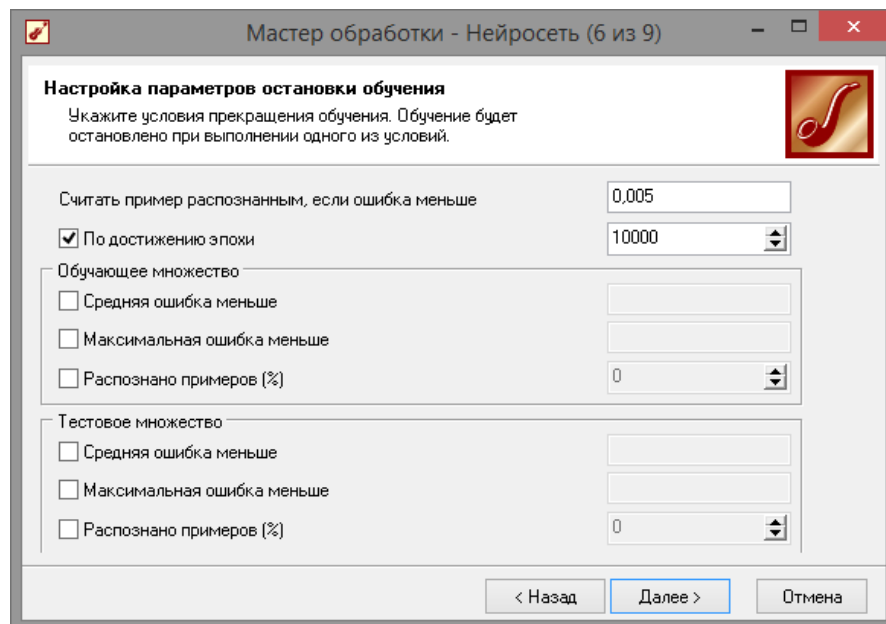 Мастер обработки - Нейросеть (6 из 9)
Настройка параметров остановки обучения
Укажите условия прекращения обучения. Обучение будет
остановлено при выполнении одного из условий.
Считать пример распознанным, если ошибка меньше 0,005
По достижению эпохи 10000
Обучающее множество
Средняя ошибка меньше
Максимальная ошибка меньше
Распознано примеров (%) 0
Тестовое множество
Средняя ошибка меньше
Максимальная ошибка меньше
Распознано примеров (%) 0
< Назад Далее > Отмена